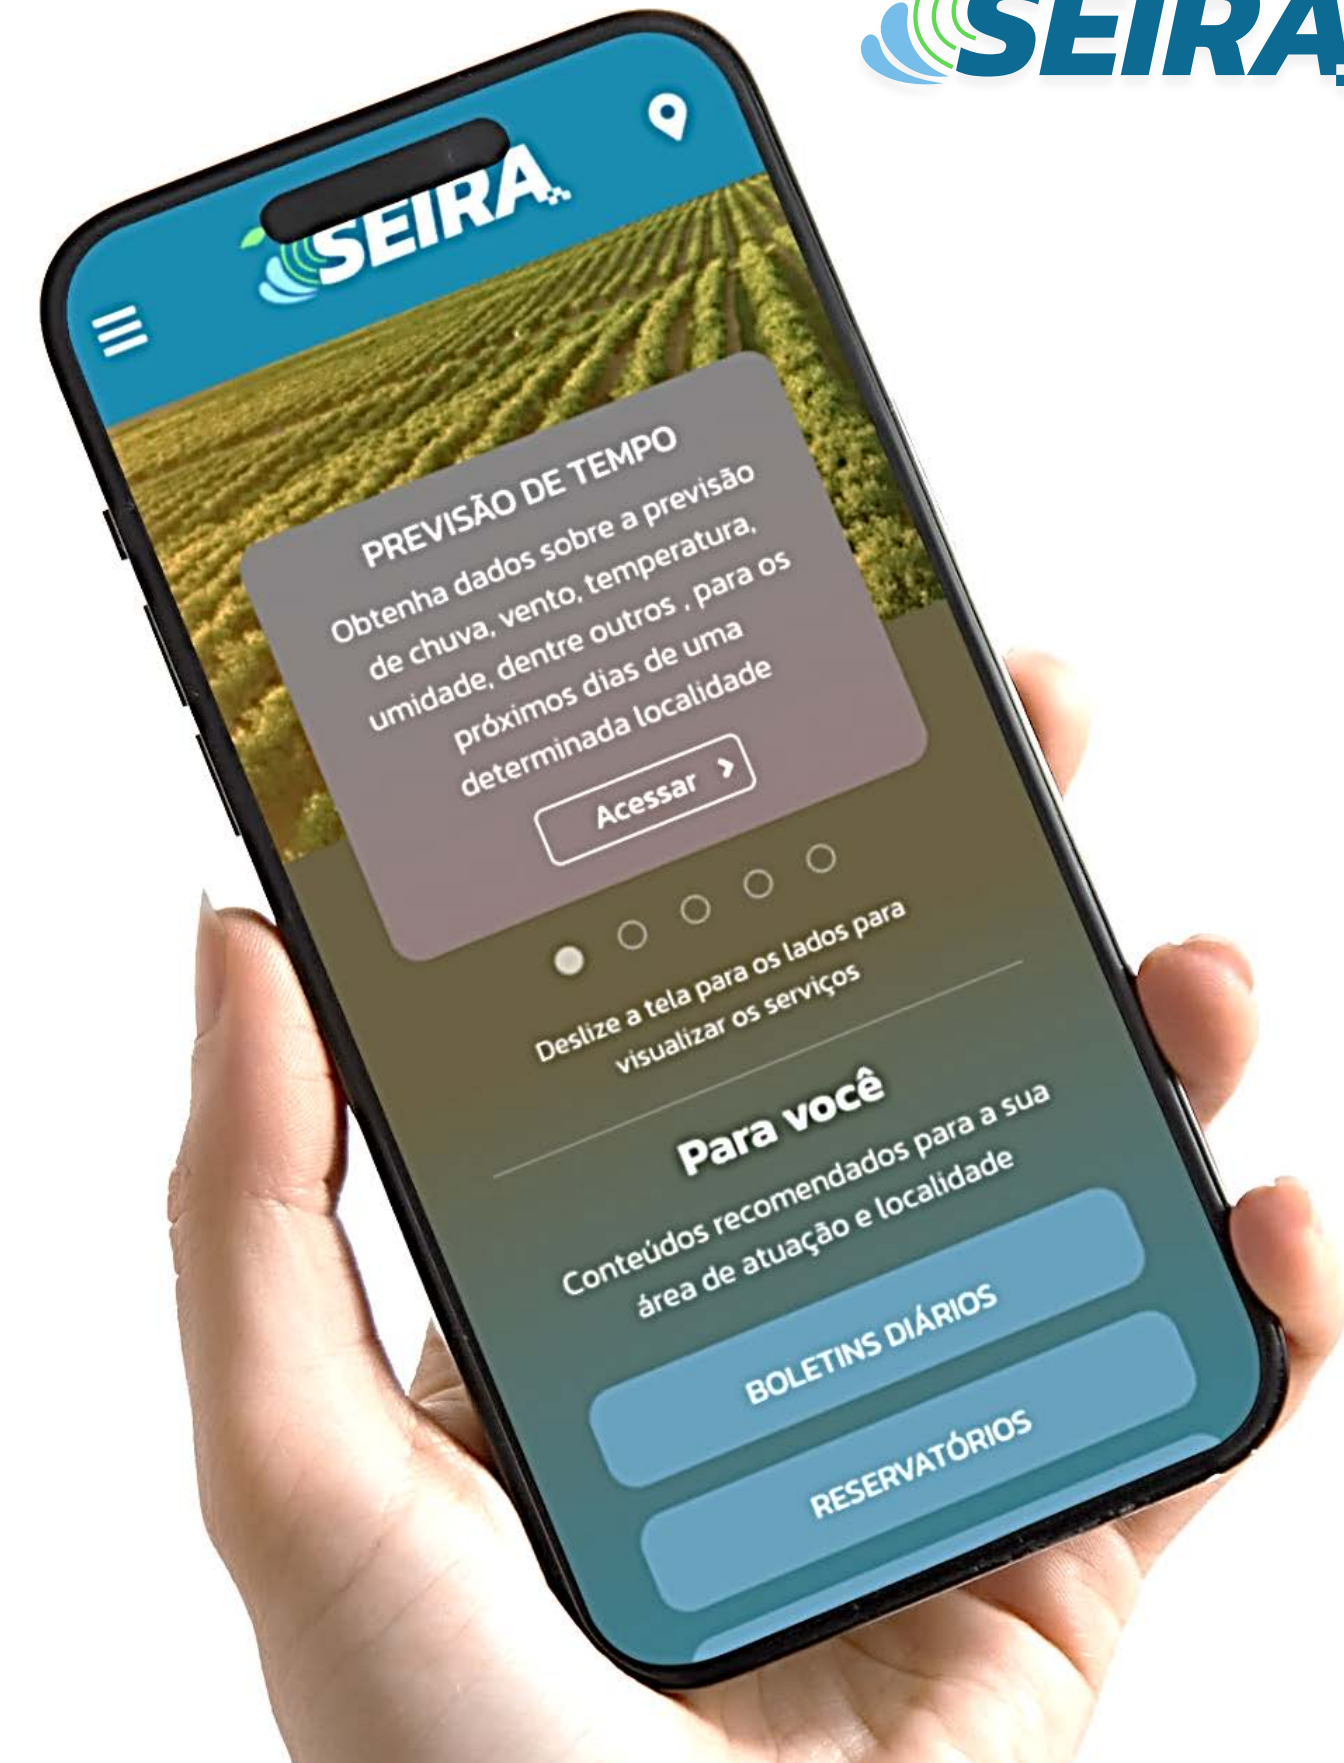 SEIRA
SEIRA
PREVISÃO DE TEMPO
Obtenha dados sobre a previsão
de chuva, vento, temperatura,
umidade, dentre outros , para os
próximos dias de uma
determinada localidade
Acessar
Deslize a tela para os lados para
visualizar os serviços
Para você
Conteúdos recomendados para a sua
área de atuação e localidade
BOLETINS DIÁRIOS
RESERVATÓRIOS